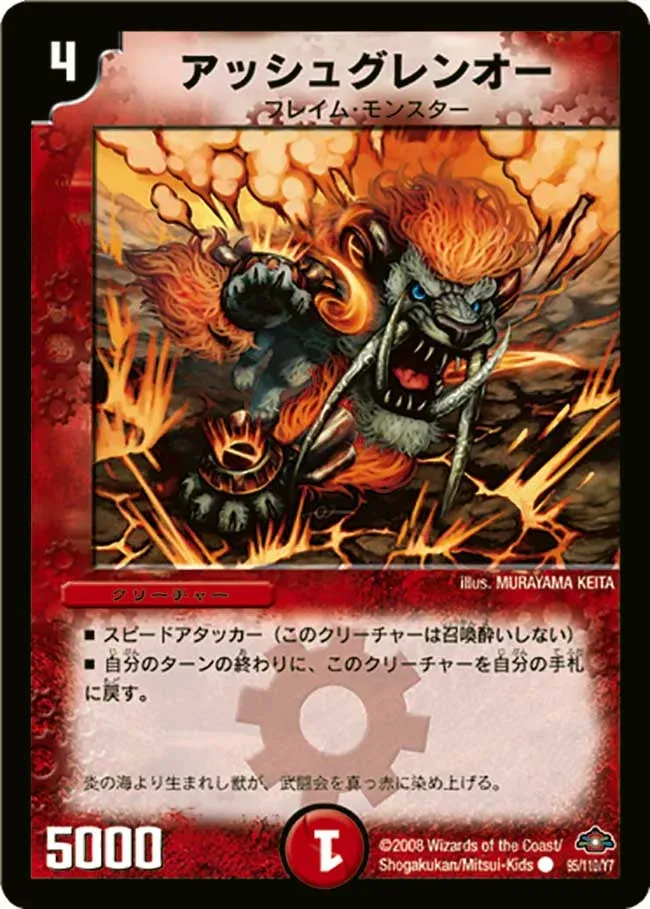 4
アッシュグレンオー
フレイム・モンスター
illus. MURAYAMA KEITA
クリーチャー
■ スピードアタッカー（このクリーチャーは召喚酔いしない）
■ 自分のターンの終わりに、このクリーチャーを自分の手札
に戻す。
炎の海より生まれし獣が、武闘会を真っ赤に染め上げる。
5000
1
©2008 Wizards of the Coast/
Shogakukan/Mitsui-Kids
95/110/Y7